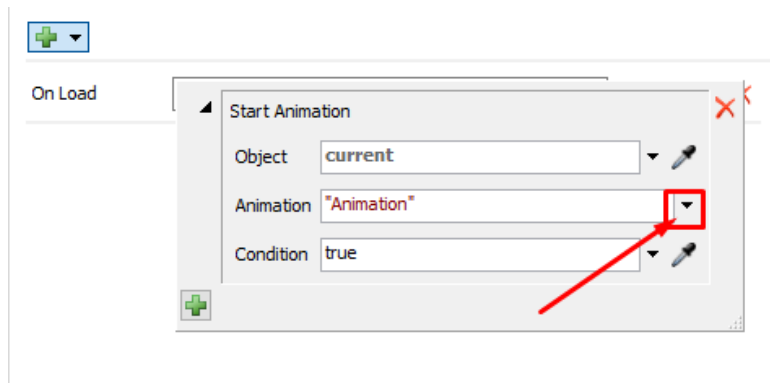 On Load
Start Animation
Object current
Animation "Animation"
Condition true